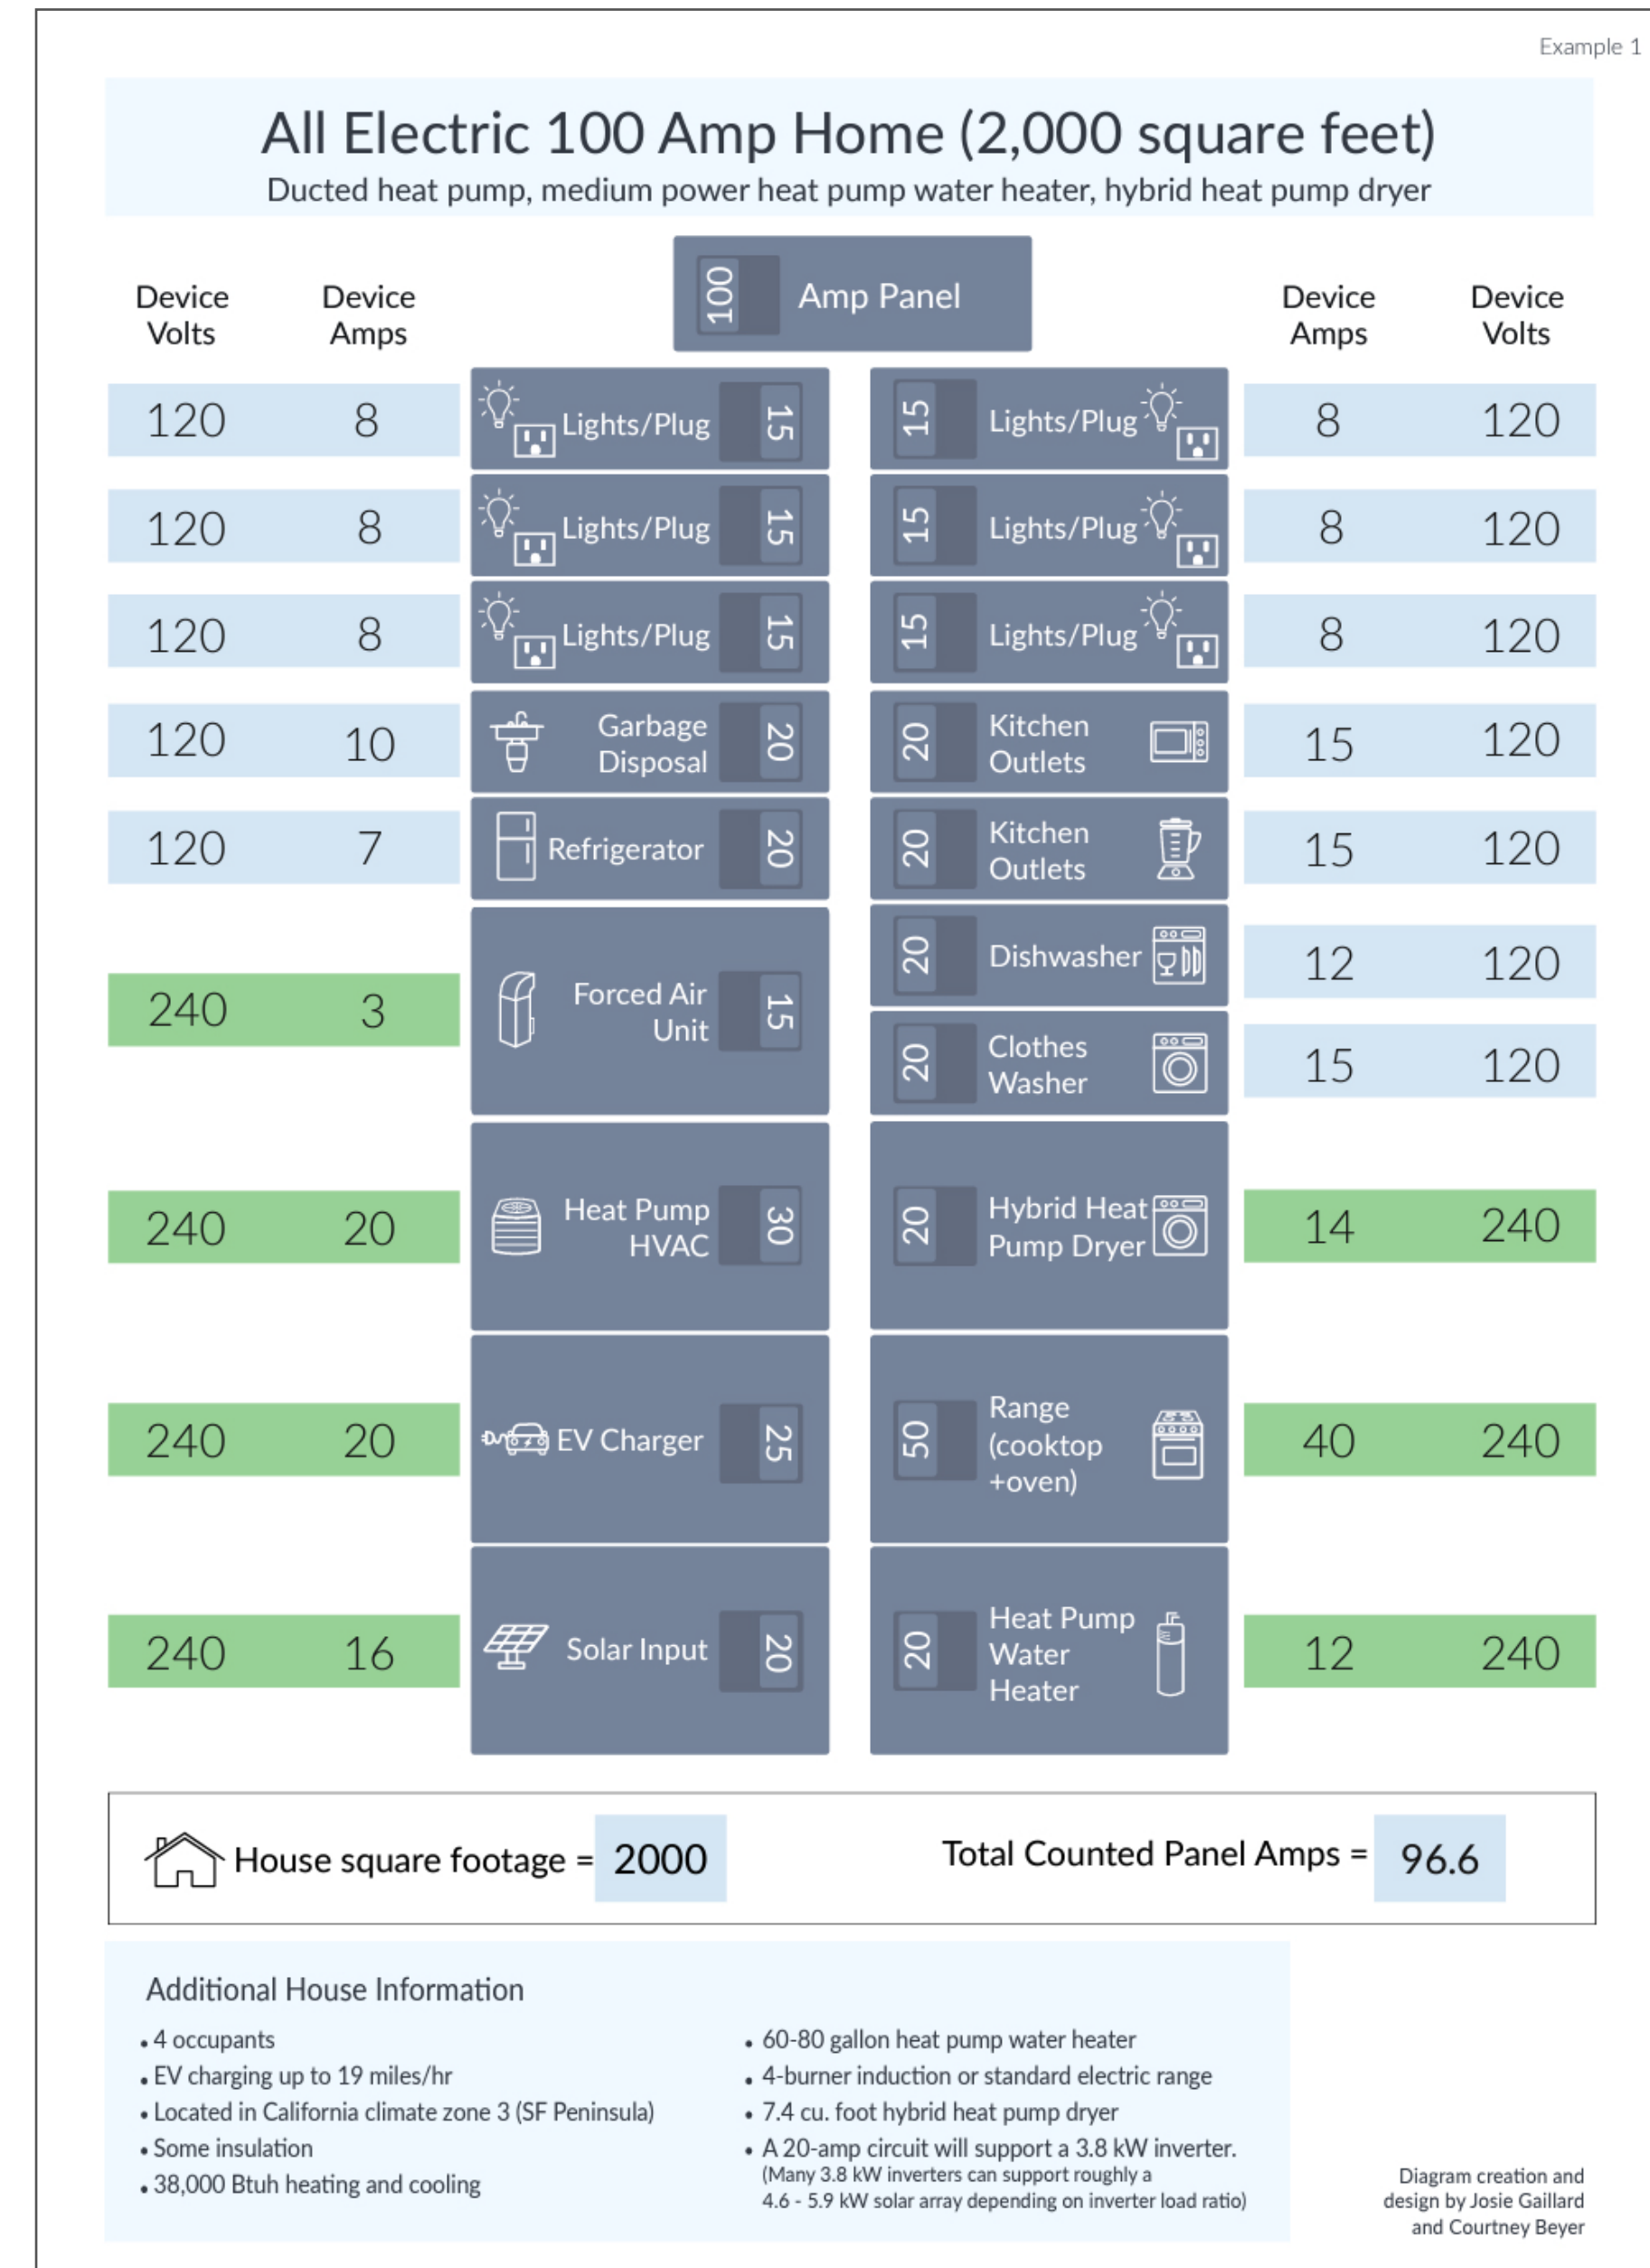 Example 1
All Electric 100 Amp Home (2,000 square feet)
Ducted heat pump, medium power heat pump water heater, hybrid heat pump dryer
100 Amp Panel
Device Volts
Device Amps
Device Amps
Device Volts
120 8 Lights/Plug 15
15 Lights/Plug 8 120
120 8 Lights/Plug 15
15 Lights/Plug 8 120
120 8 Lights/Plug 15
15 Lights/Plug 8 120
120 10 Garbage Disposal 20
20 Kitchen Outlets 15 120
120 7 Refrigerator 20
20 Kitchen Outlets 15 120
240 3 Forced Air Unit 15
20 Dishwasher 12 120
20 Clothes Washer 15 120
240 20 Heat Pump HVAC 30
20 Hybrid Heat Pump Dryer 14 240
240 20 EV Charger 25
50 Range (cooktop +oven) 40 240
240 16 Solar Input 20
20 Heat Pump Water Heater 12 240
House square footage = 2000
Total Counted Panel Amps = 96.6
Additional House Information
• 4 occupants
• EV charging up to 19 miles/hr
• Located in California climate zone 3 (SF Peninsula)
• Some insulation
• 38,000 Btuh heating and cooling
• 60-80 gallon heat pump water heater
• 4-burner induction or standard electric range
• 7.4 cu. foot hybrid heat pump dryer
• A 20-amp circuit will support a 3.8 kW inverter.
(Many 3.8 kW inverters can support roughly a
4.6 - 5.9 kW solar array depending on inverter load ratio)
Diagram creation and
design by Josie Gaillard
and Courtney Beyer